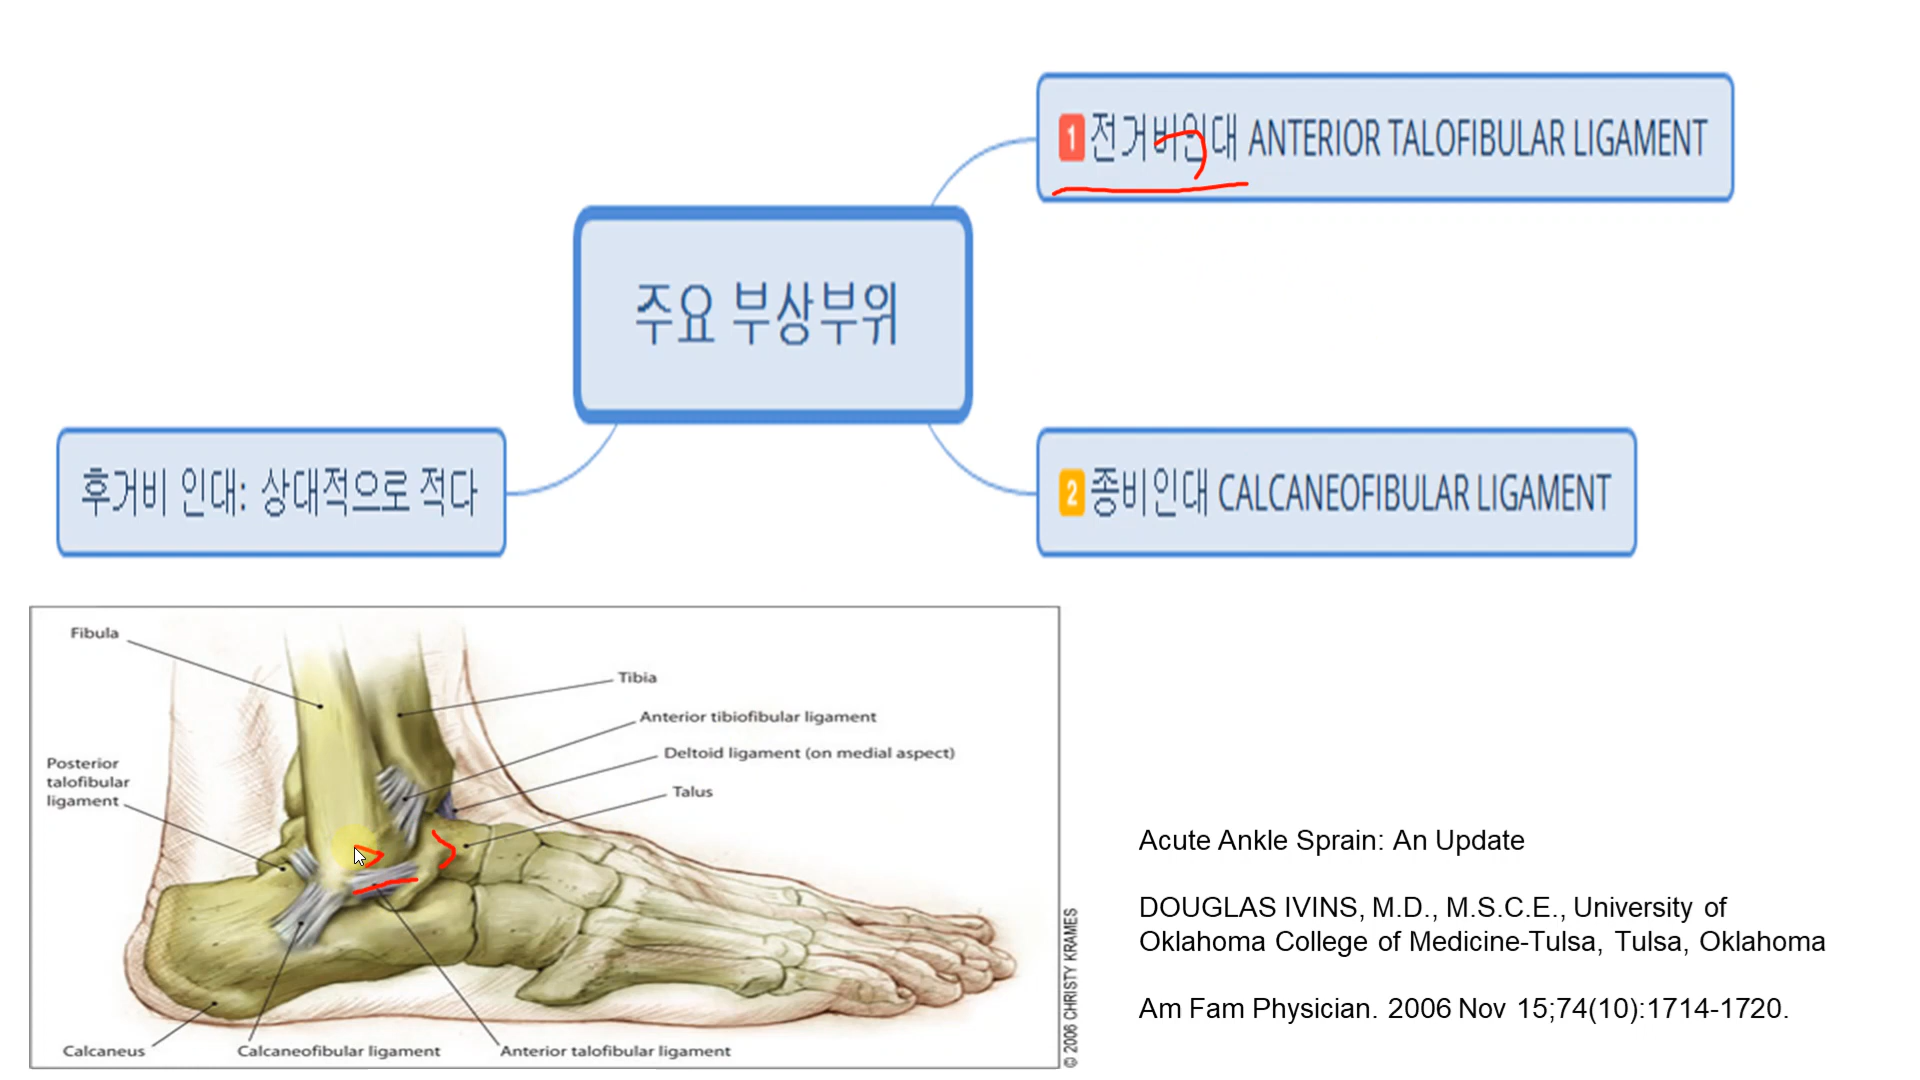 1 전거비인대 ANTERIOR TALOFIBULAR LIGAMENT
주요 부상부위
후거비 인대: 상대적으로 적다
2 종비인대 CALCANEOFIBULAR LIGAMENT
Fibula
Tibia
Anterior tibiofibular ligament
Deltoid ligament (on medial aspect)
Talus
Posterior
talofibular
ligament
Calcaneus
Calcaneofibular ligament
Anterior talofibular ligament
© 2006 CHRISTY KRAMES
Acute Ankle Sprain: An Update
DOUGLAS IVINS, M.D., M.S.C.E., University of
Oklahoma College of Medicine-Tulsa, Tulsa, Oklahoma
Am Fam Physician. 2006 Nov 15;74(10):1714-1720.